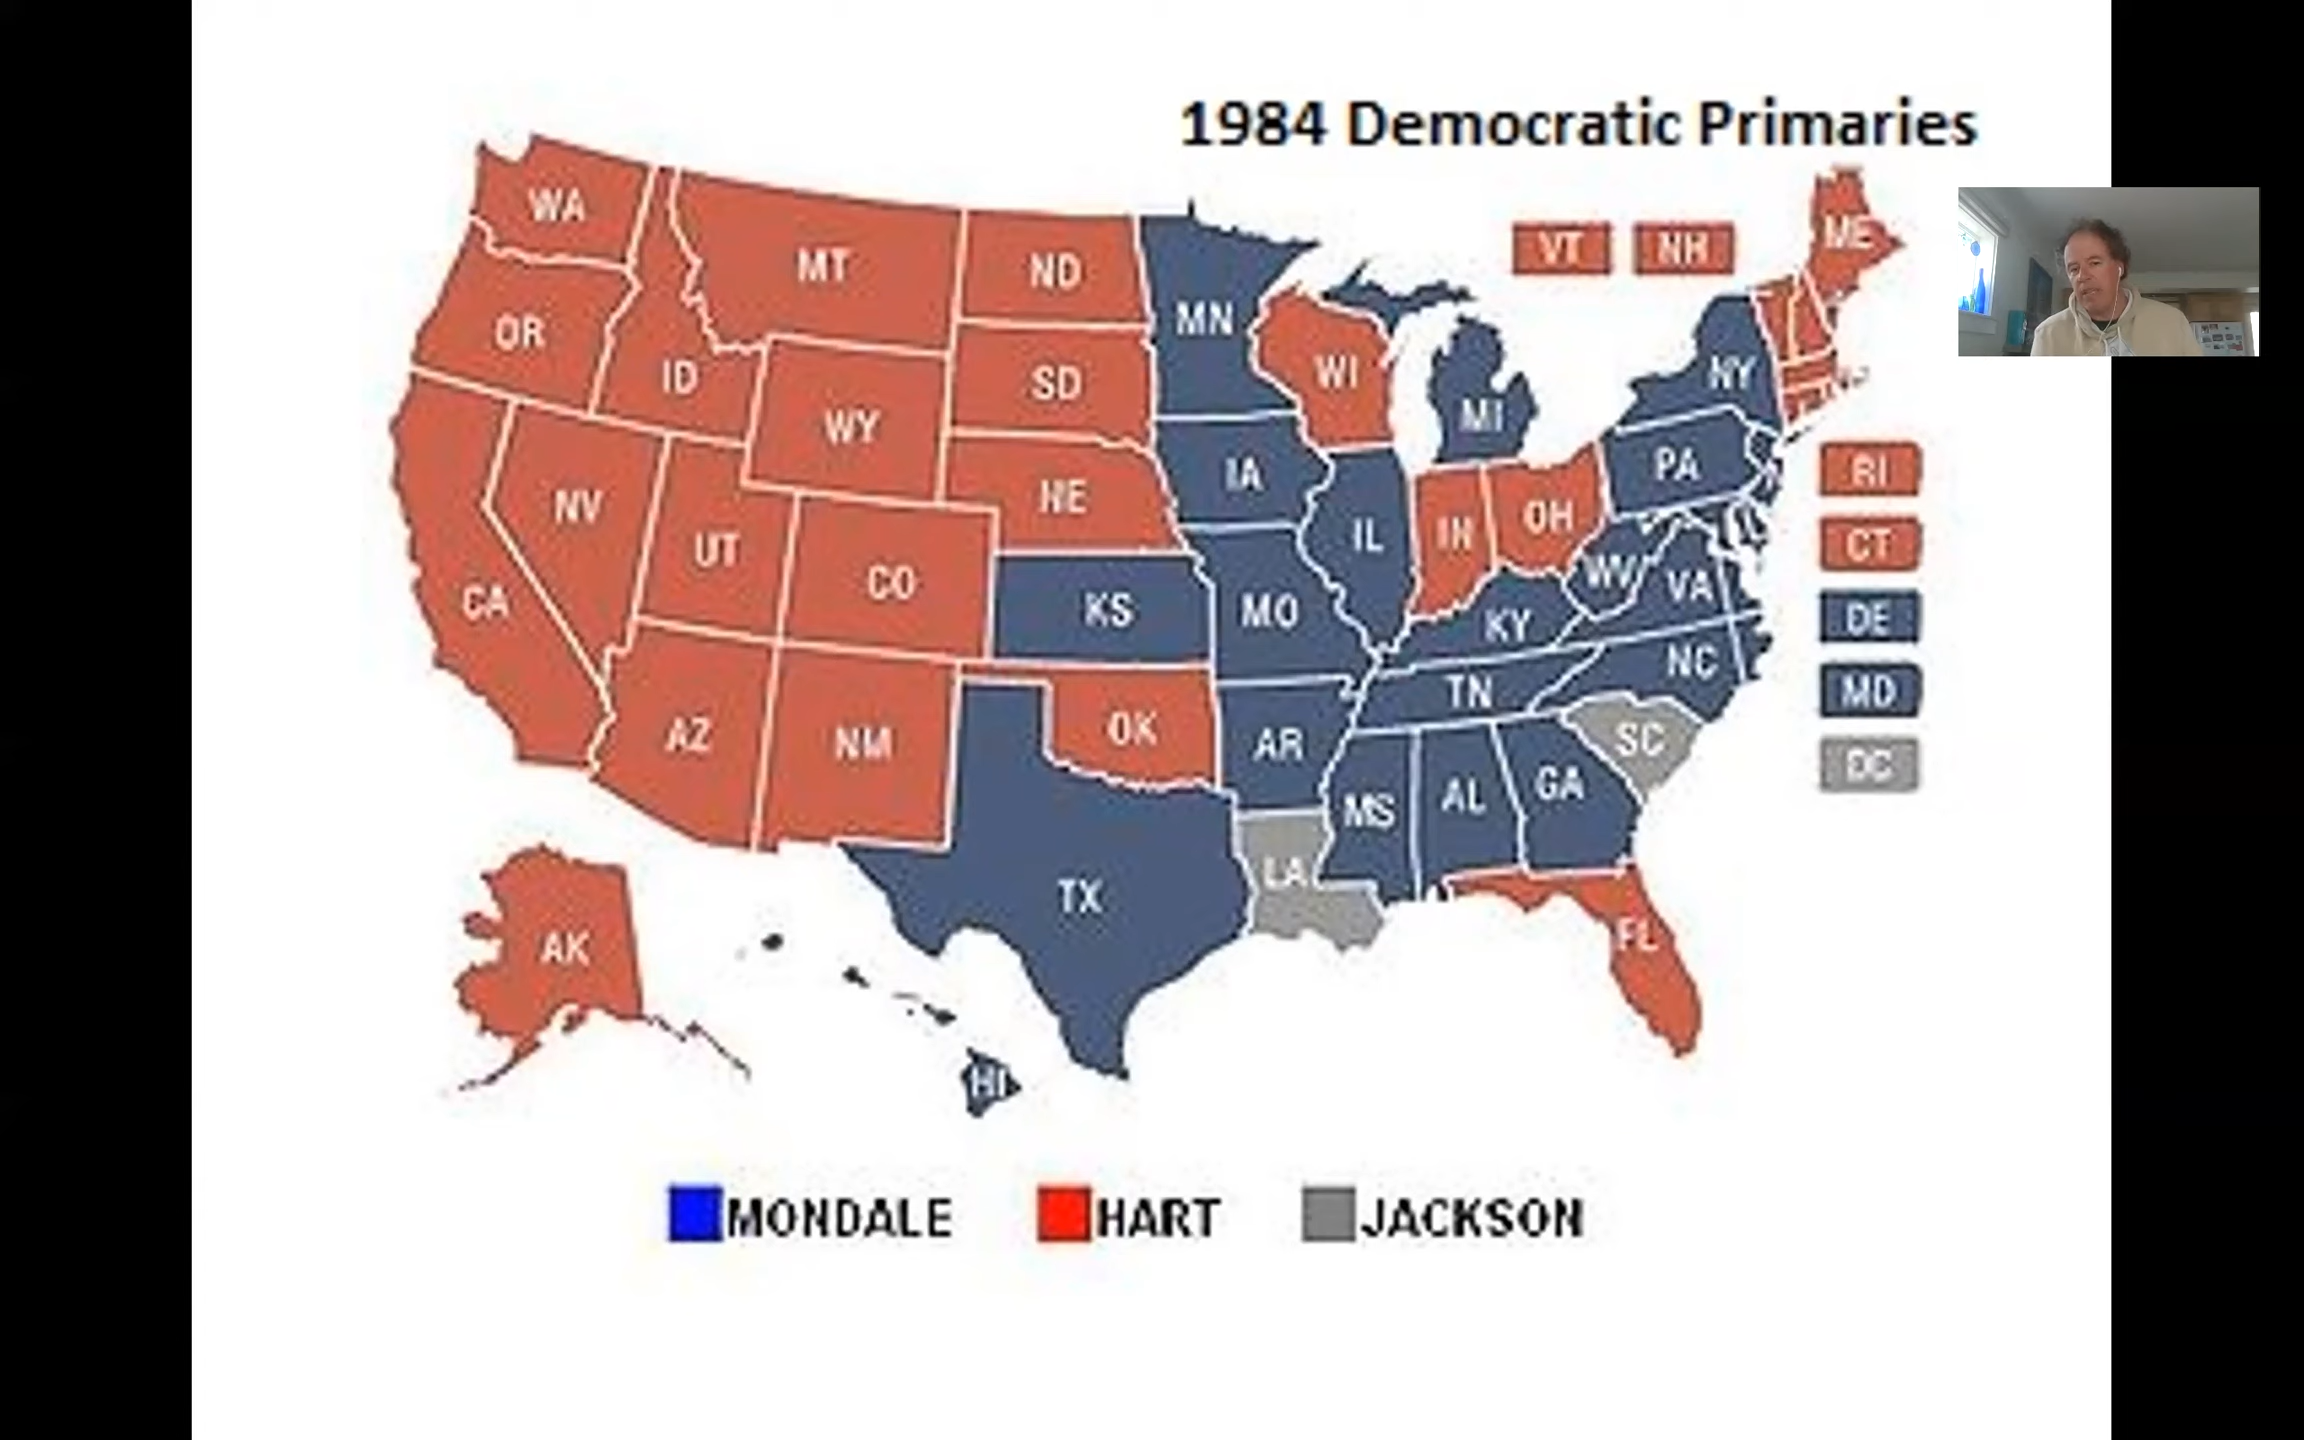 1984 Democratic Primaries
WA
MT
ND
MN
VT
NH
ME
OR
ID
SD
WI
MI
NY
WY
IA
PA
RI
NV
NE
IL
IN
OH
CT
UT
CO
KS
MO
WV
VA
DE
CA
KY
NC
MD
AZ
NM
OK
AR
TN
SC
DC
TX
LA
MS
AL
GA
FL
AK
HI
MONDALE HART JACKSON